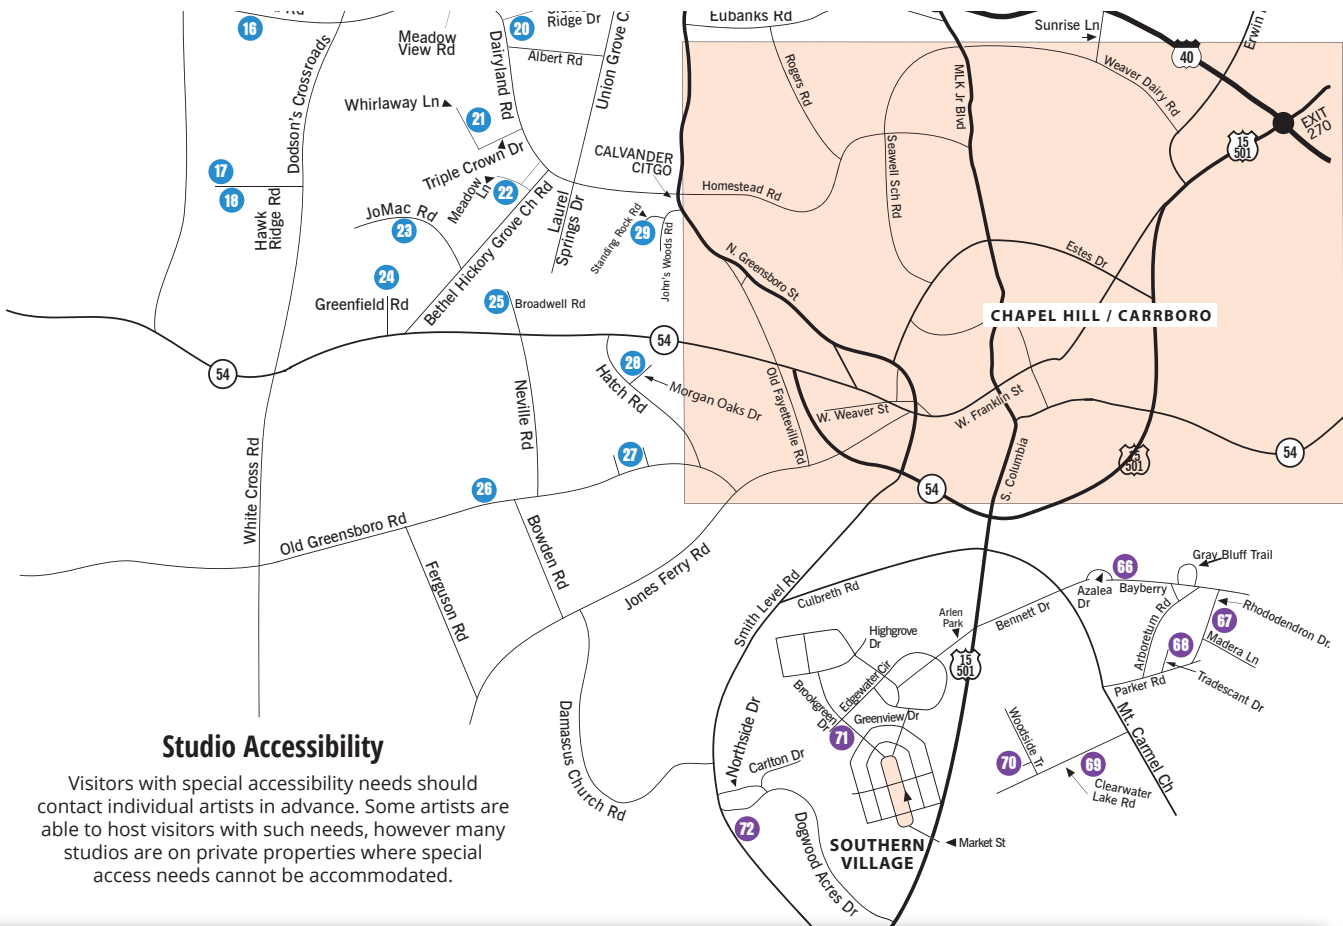 Rd
16
Meadow
View Rd
20
Ridge Dr
Albert Rd
Dairyland Rd
Union Grove C
Dodson's Crossroads
Whirlaway Ln
21
Triple Crown Dr
Meadow
Ln
22
17
18
Hawk
Ridge Rd
JoMac Rd
23
Bethel Hickory Grove Ch Rd
Laurel
Springs Dr
CALVANDER
CITGO
Standing Rock Rd
29
John's Woods Rd
24
Greenfield Rd
25
Broadwell Rd
54
54
28
Hatch Rd
Morgan Oaks Dr
Neville Rd
27
26
White Cross Rd
Old Greensboro Rd
Ferguson Rd
Bowden Rd
Jones Ferry Rd
Damascus Church Rd
Eubanks Rd
Rogers Rd
MLK Jr Blvd
Sunrise Ln
Weaver Dairy Rd
40
Erwin
EXIT
270
15
501
Seawell Sch Rd
Homestead Rd
N. Greensboro St
Estes Dr
CHAPEL HILL / CARRBORO
Old Fayetteville Rd
W. Weaver St
W. Franklin St
S. Columbia
54
15
501
54
Smith Level Rd
Culbreth Rd
Highgrove
Dr
Arlen
Park
Bennett Dr
15
501
Edgewater Cir
Brookgreen
Dr
Greenview Dr
71
Northside Dr
Carlton Dr
72
Dogwood Acres Dr
SOUTHERN
VILLAGE
Market St
66
Azalea
Dr
Bayberry
Gray Bluff Trail
Arboretum Rd
67
Rhododendron Dr.
68
Madera Ln
Parker Rd
Tradescant Dr
Mt. Carmel Ch
Woodside Tr
70
69
Clearwater
Lake Rd
Studio Accessibility
Visitors with special accessibility needs should
contact individual artists in advance. Some artists are
able to host visitors with such needs, however many
studios are on private properties where special
access needs cannot be accommodated.